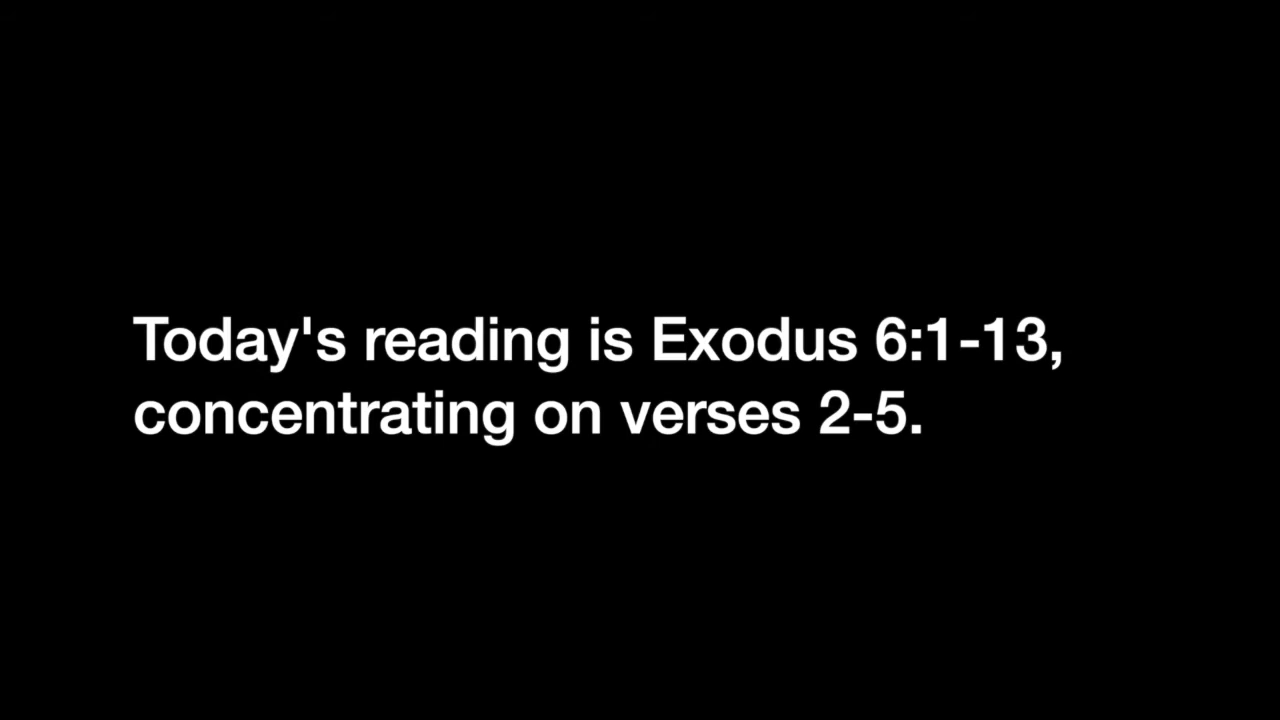 Today's reading is Exodus 6:1-13,
concentrating on verses 2-5.